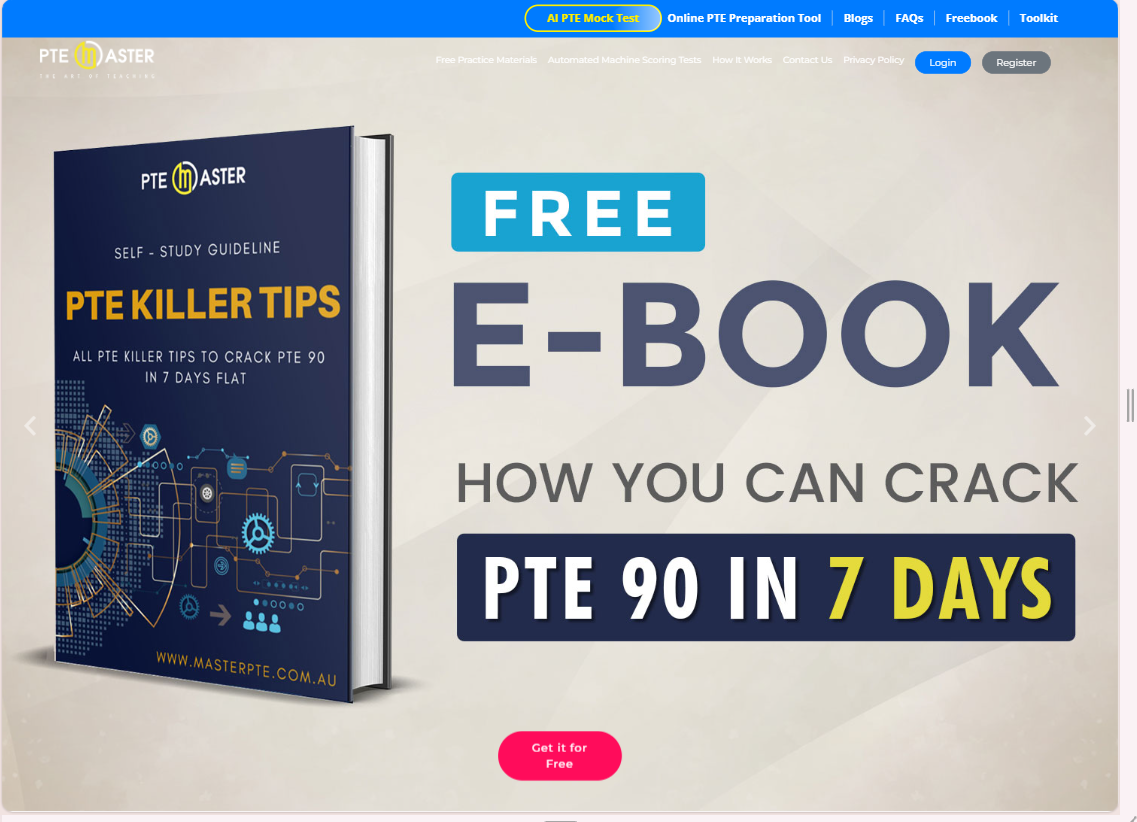 AI PTE Mock Test Online PTE Preparation Tool Blogs FAQs Freebook Toolkit
PTE MASTER
THE ART OF TEACHING
Free Practice Materials Automated Machine Scoring Tests How It Works Contact Us Privacy Policy Login Register
PTE MASTER
SELF - STUDY GUIDELINE
PTE KILLER TIPS
ALL PTE KILLER TIPS TO CRACK PTE 90
IN 7 DAYS FLAT
WWW.MASTERPTE.COM.AU
FREE
E-BOOK
HOW YOU CAN CRACK
PTE 90 IN 7 DAYS
Get it for
Free